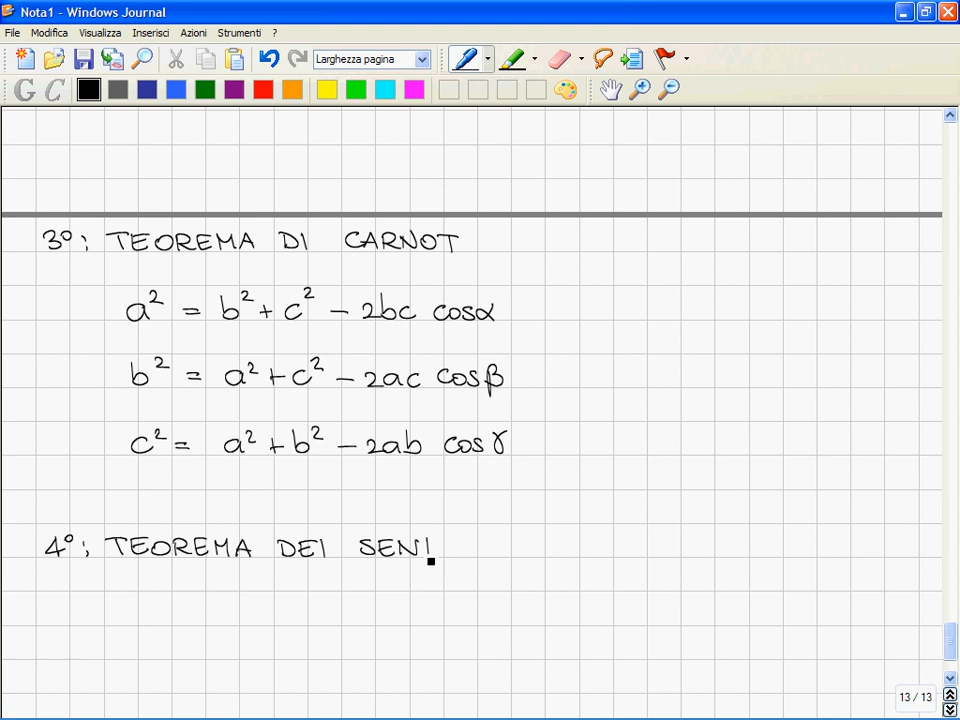 Nota1 - Windows Journal
File Modifica Visualizza Inserisci Azioni Strumenti ?
Larghezza pagina
G C
3°: TEOREMA DI CARNOT
a² = b² + c² - 2bc cosα
b² = a² + c² - 2ac cosβ
c² = a² + b² - 2ab cosγ
4°: TEOREMA DEI SENI
13 / 13